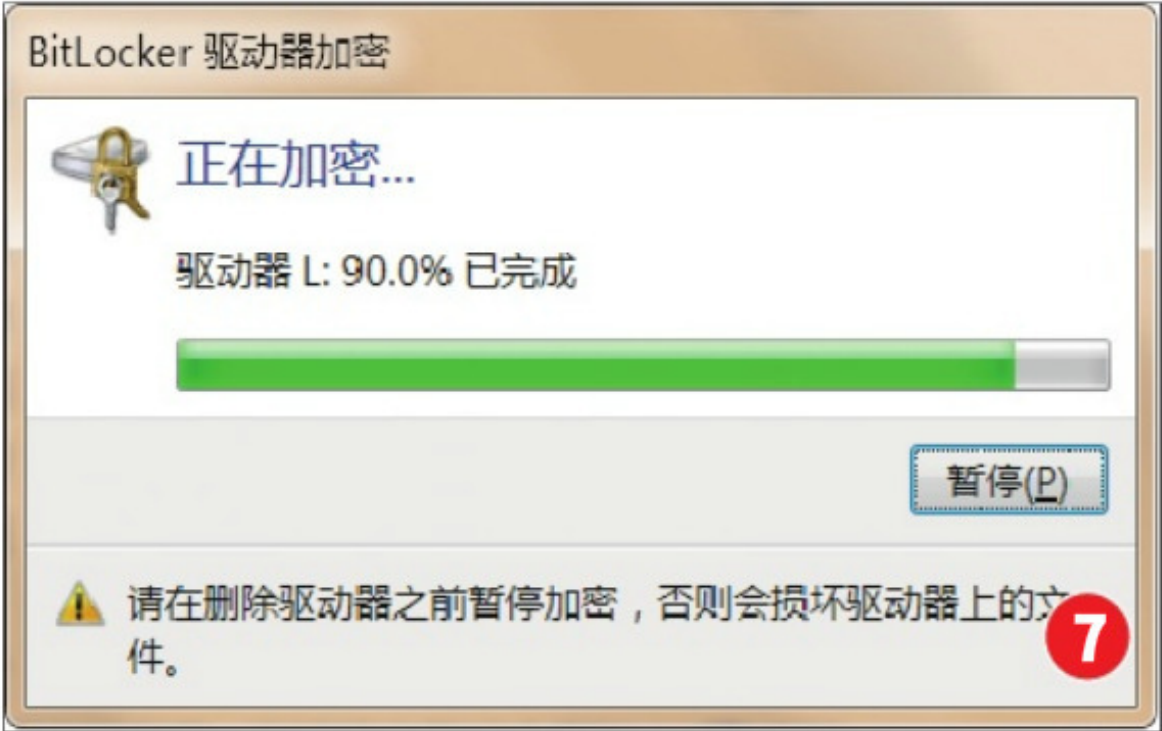 BitLocker 驱动器加密
正在加密...
驱动器 L: 90.0% 已完成
暂停(P)
请在删除驱动器之前暂停加密，否则会损坏驱动器上的文
件。
7